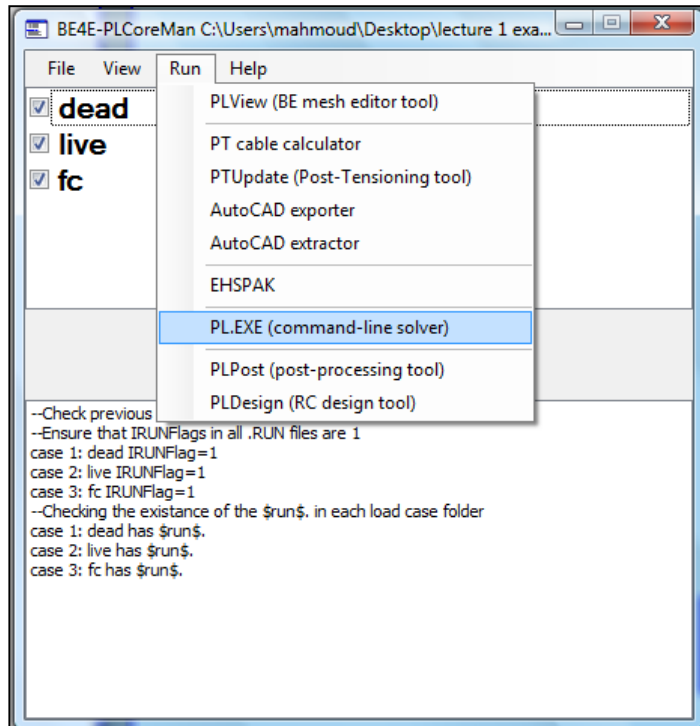 BE4E-PLCoreMan C:\Users\mahmoud\Desktop\lecture 1 exa...
File View Run Help
dead
live
fc
PLView (BE mesh editor tool)
PT cable calculator
PTUpdate (Post-Tensioning tool)
AutoCAD exporter
AutoCAD extractor
EHSPAK
PL.EXE (command-line solver)
PLPost (post-processing tool)
PLDesign (RC design tool)
--Check previous
--Ensure that IRUNFlags in all .RUN files are 1
case 1: dead IRUNFlag=1
case 2: live IRUNFlag=1
case 3: fc IRUNFlag=1
--Checking the existance of the $run$. in each load case folder
case 1: dead has $run$.
case 2: live has $run$.
case 3: fc has $run$.